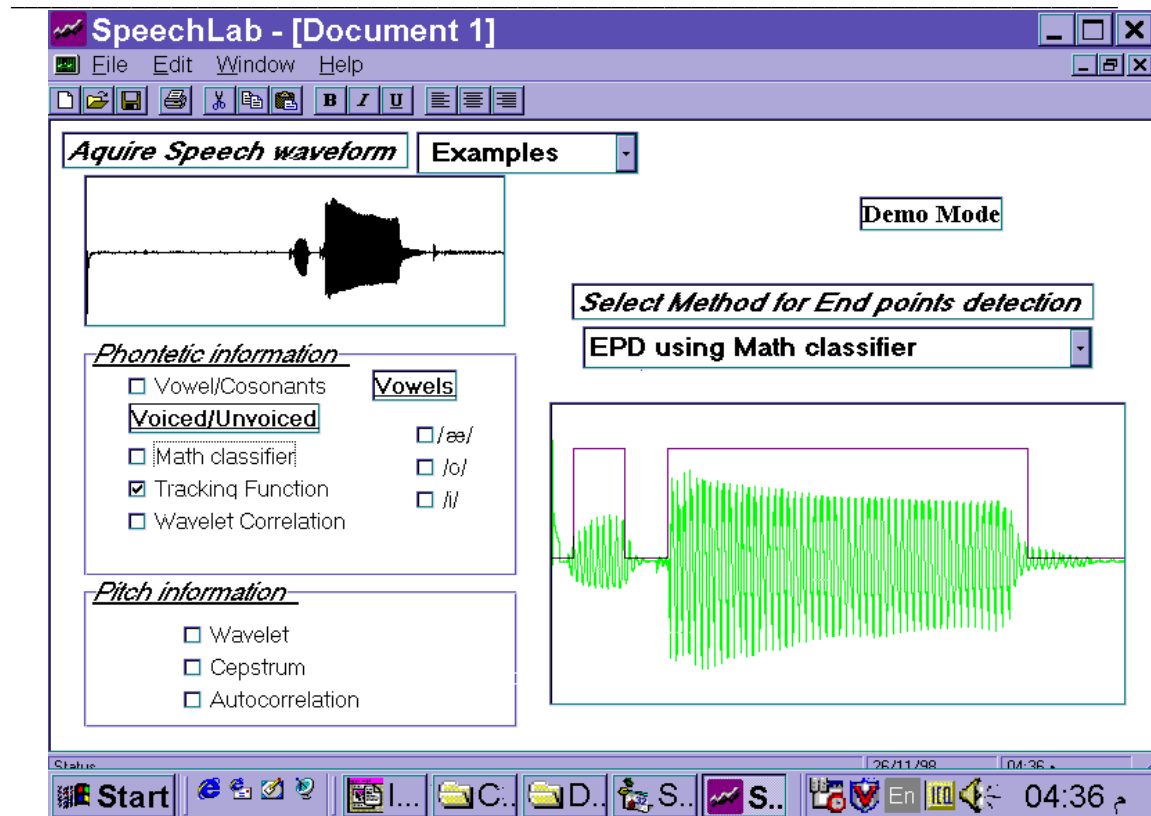 SpeechLab - [Document 1]
File Edit Window Help
B I U
Aquire Speech waveform
Examples
Demo Mode
Select Method for End points detection
EPD using Math classifier
Phontetic information
Vowel/Cosonants
Vowels
Voiced/Unvoiced
/æ/
Math classifier
/o/
Tracking Function
/i/
Wavelet Correlation
Pitch information
Wavelet
Cepstrum
Autocorrelation
Status 26/11/98 04:36 م
Start I... C:.. D.. S.. S.. En 04:36 م